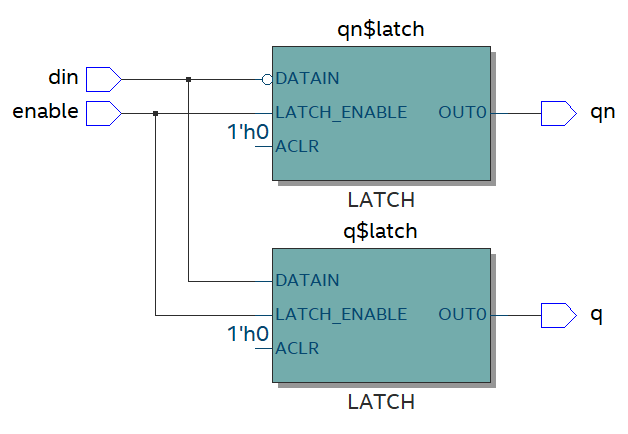 qn$latch
din
DATAIN
enable
LATCH_ENABLE
OUT0
qn
1'h0
ACLR
LATCH
q$latch
DATAIN
LATCH_ENABLE
OUT0
q
1'h0
ACLR
LATCH